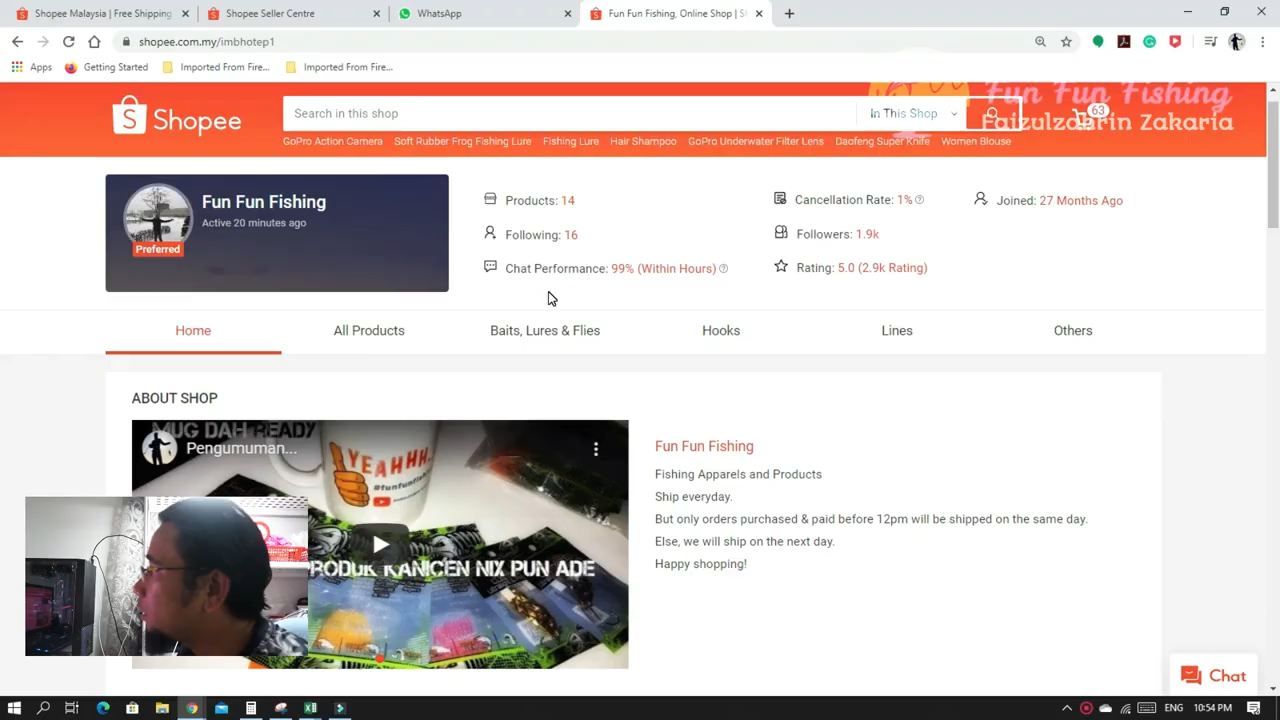 Shopee Malaysia | Free Shipping
Shopee Seller Centre
WhatsApp
Fun Fun Fishing, Online Shop | S
shopee.com.my/imbhotep1
Apps
Getting Started
Imported From Fire...
Imported From Fire...
Fun Fun Fishing
Faizulzaarin Zakaria
Shopee
Search in this shop
In This Shop
63
GoPro Action Camera
Soft Rubber Frog Fishing Lure
Fishing Lure
Hair Shampoo
GoPro Underwater Filter Lens
Daofeng Super Knife
Women Blouse
Fun Fun Fishing
Active 20 minutes ago
Preferred
Products: 14
Following: 16
Chat Performance: 99% (Within Hours)
Cancellation Rate: 1%
Followers: 1.9k
Rating: 5.0 (2.9k Rating)
Joined: 27 Months Ago
Home
All Products
Baits, Lures & Flies
Hooks
Lines
Others
ABOUT SHOP
MUG DAH READY
Pengumuman...
YEAHHH..
PRODUK KANICEN NIX PUN ADE
Fun Fun Fishing
Fishing Apparels and Products
Ship everyday.
But only orders purchased & paid before 12pm will be shipped on the same day.
Else, we will ship on the next day.
Happy shopping!
Chat
ENG
10:54 PM